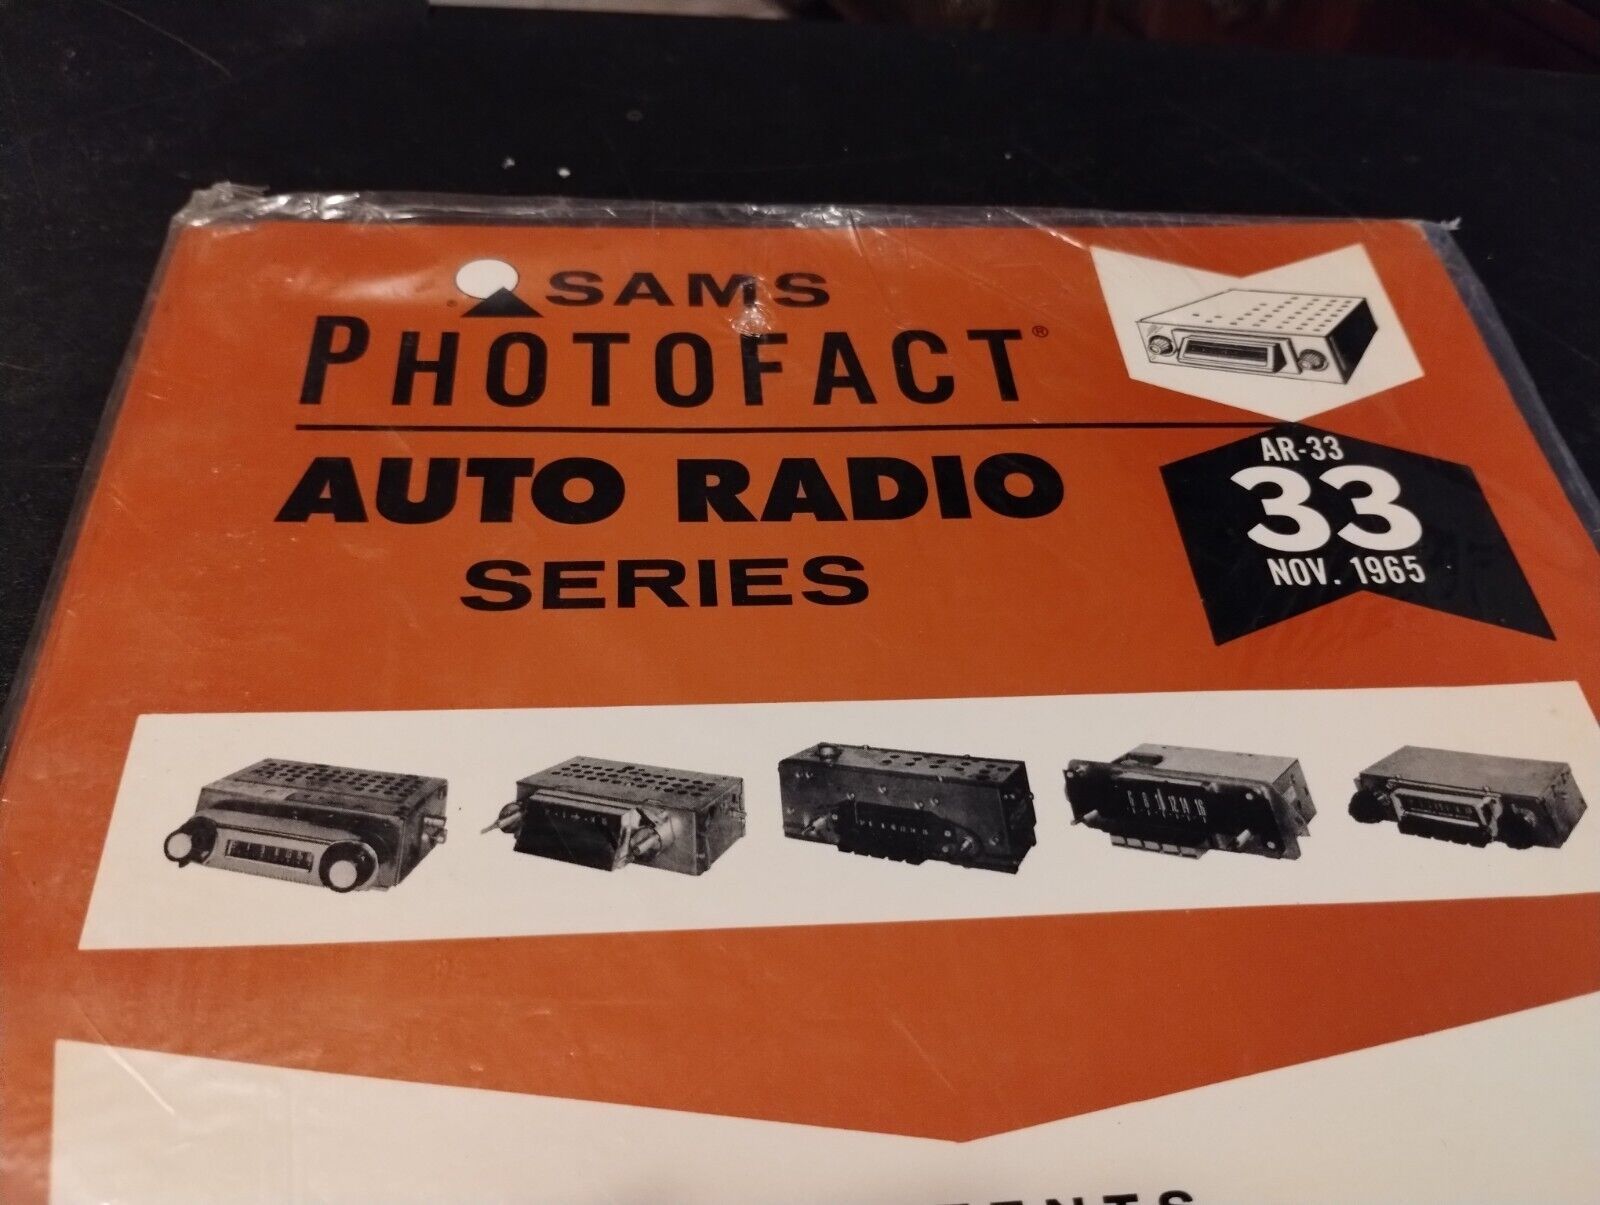 SAMS
PHOTOFACT®
AUTO RADIO
SERIES
AR-33
33
NOV. 1965